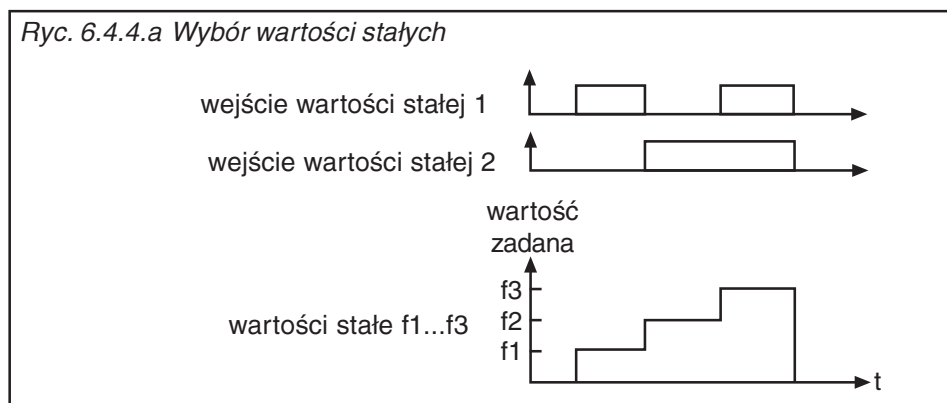 Ryc. 6.4.4.a Wybór wartości stałych
wejście wartości stałej 1
wejście wartości stałej 2
wartość
zadana
f3
f2
f1
wartości stałe f1...f3
t